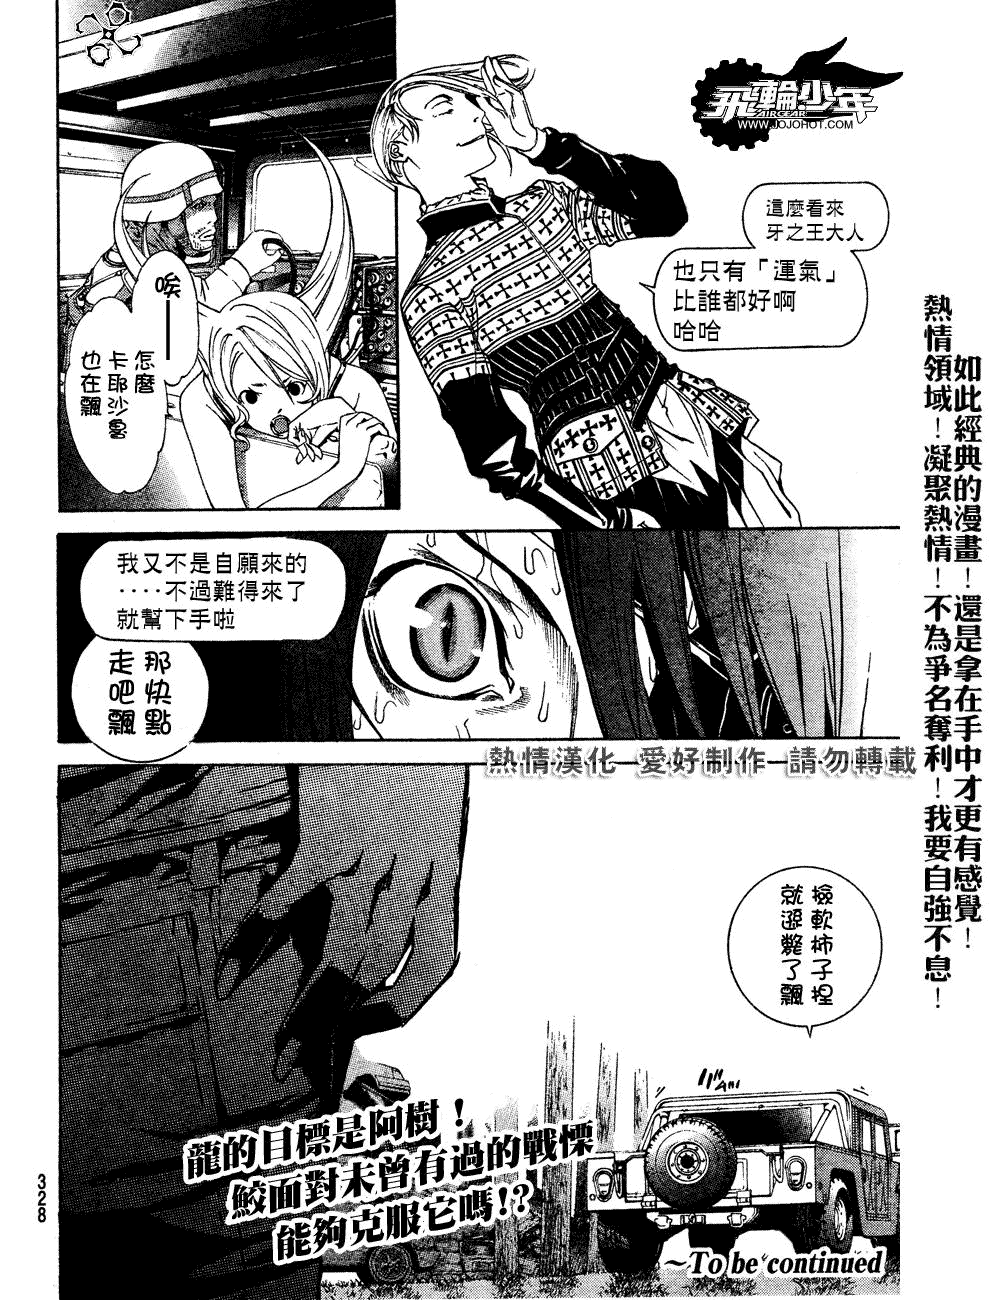 飛輪少年
AIRGEAR
WWW.JOJOHOT.COM
這麼看來
牙之王大人
也只有「運氣」
比誰都好啊
哈哈
唉——
怎麼
卡耶沙魯
也在飄
我又不是自願來的
‥‥不過難得來了
就幫下手啦
那快點
走吧飄
熱情漢化—愛好制作—請勿轉載
撿軟柿子捏
就遜斃了飄
龍的目標是阿樹！
鮫面對未曾有過的戰慄
能夠克服它嗎!?
~To be continued
328
如此經典的漫畫！還是拿在手中才更有感覺！
熱情領域！凝聚熱情！不為爭名奪利！我要自強不息！